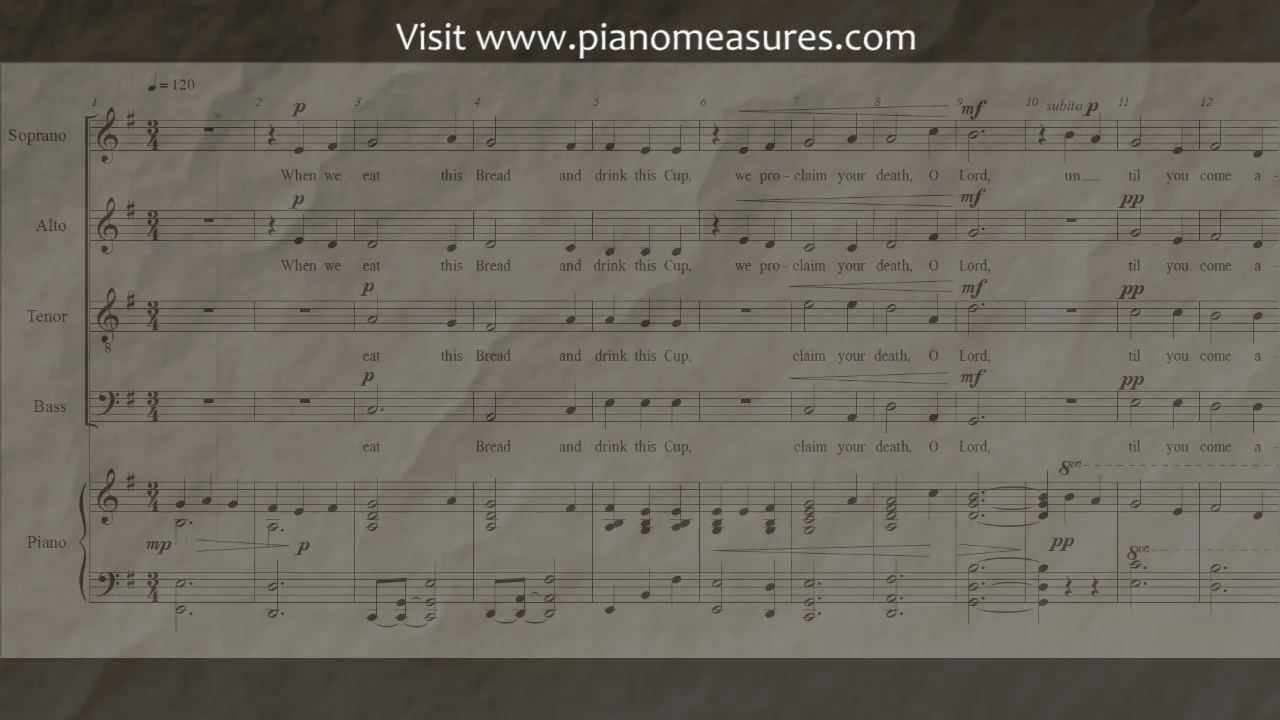 Visit www.pianomeasures.com
♩= 120
1 2 3 4 5 6 7 8 9 10 11 12
p mf subito p
Soprano
When we eat this Bread and drink this Cup, we pro - claim your death, O Lord, un til you come a -
p mf pp
Alto
When we eat this Bread and drink this Cup, we pro - claim your death, O Lord, til you come a -
p mf pp
Tenor
8
eat this Bread and drink this Cup, claim your death, O Lord, til you come a -
p mf pp
Bass
eat Bread and drink this Cup, claim your death, O Lord, til you come a -
8va
Piano
mp p pp
8va